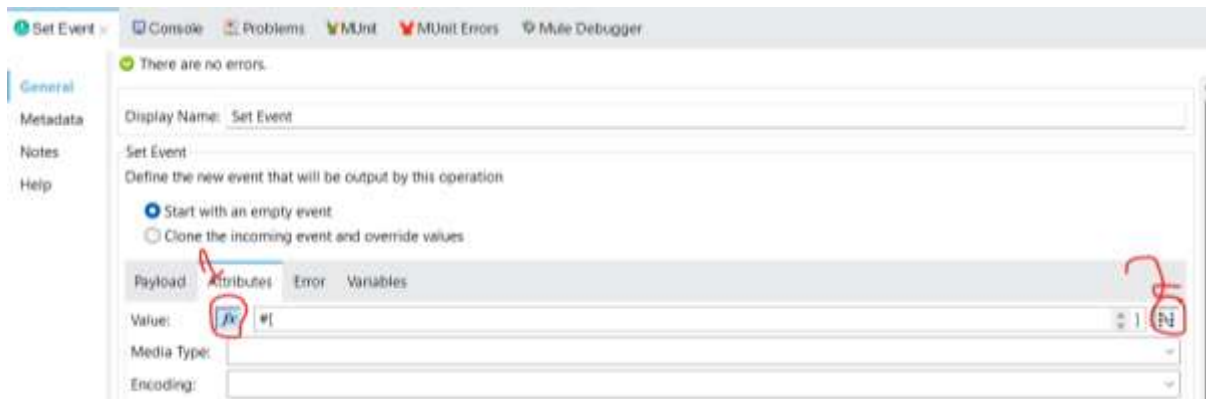 Set Event Console Problems MUnit MUnit Errors Mule Debugger
There are no errors.
General
Metadata
Notes
Help
Display Name: Set Event
Set Event
Define the new event that will be output by this operation
Start with an empty event
Clone the incoming event and override values
Payload Attributes Error Variables
Value: fx #[ ]
Media Type:
Encoding: